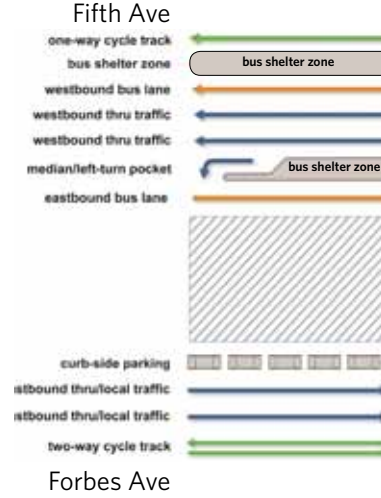 Fifth Ave
one-way cycle track
bus shelter zone bus shelter zone
westbound bus lane
westbound thru traffic
westbound thru traffic
median/left-turn pocket bus shelter zone
eastbound bus lane
curb-side parking
stbound thru/local traffic
stbound thru/local traffic
two-way cycle track
Forbes Ave